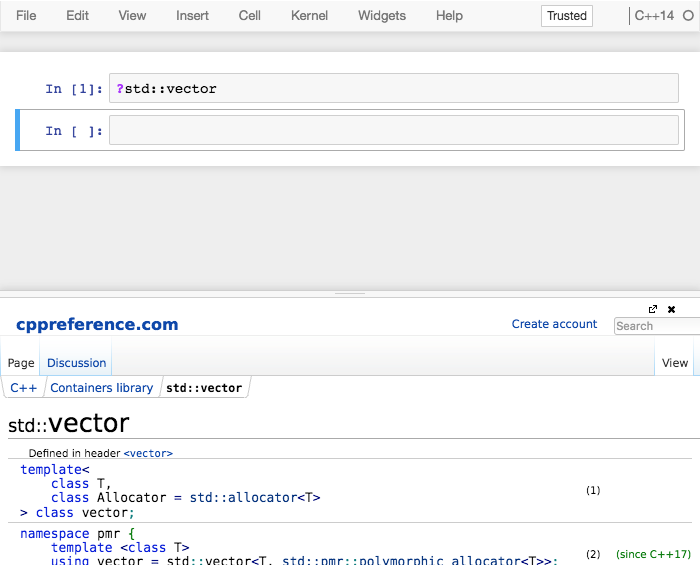 File Edit View Insert Cell Kernel Widgets Help Trusted C++14
In [1]: ?std::vector
In [ ]:
cppreference.com Create account Search
Page Discussion View
C++ Containers library std::vector
std::vector
Defined in header <vector>
template<
class T,
class Allocator = std::allocator<T>
> class vector;
(1)
namespace pmr {
template <class T>
using vector = std::vector<T, std::pmr::polymorphic_allocator<T>>;
(2) (since C++17)